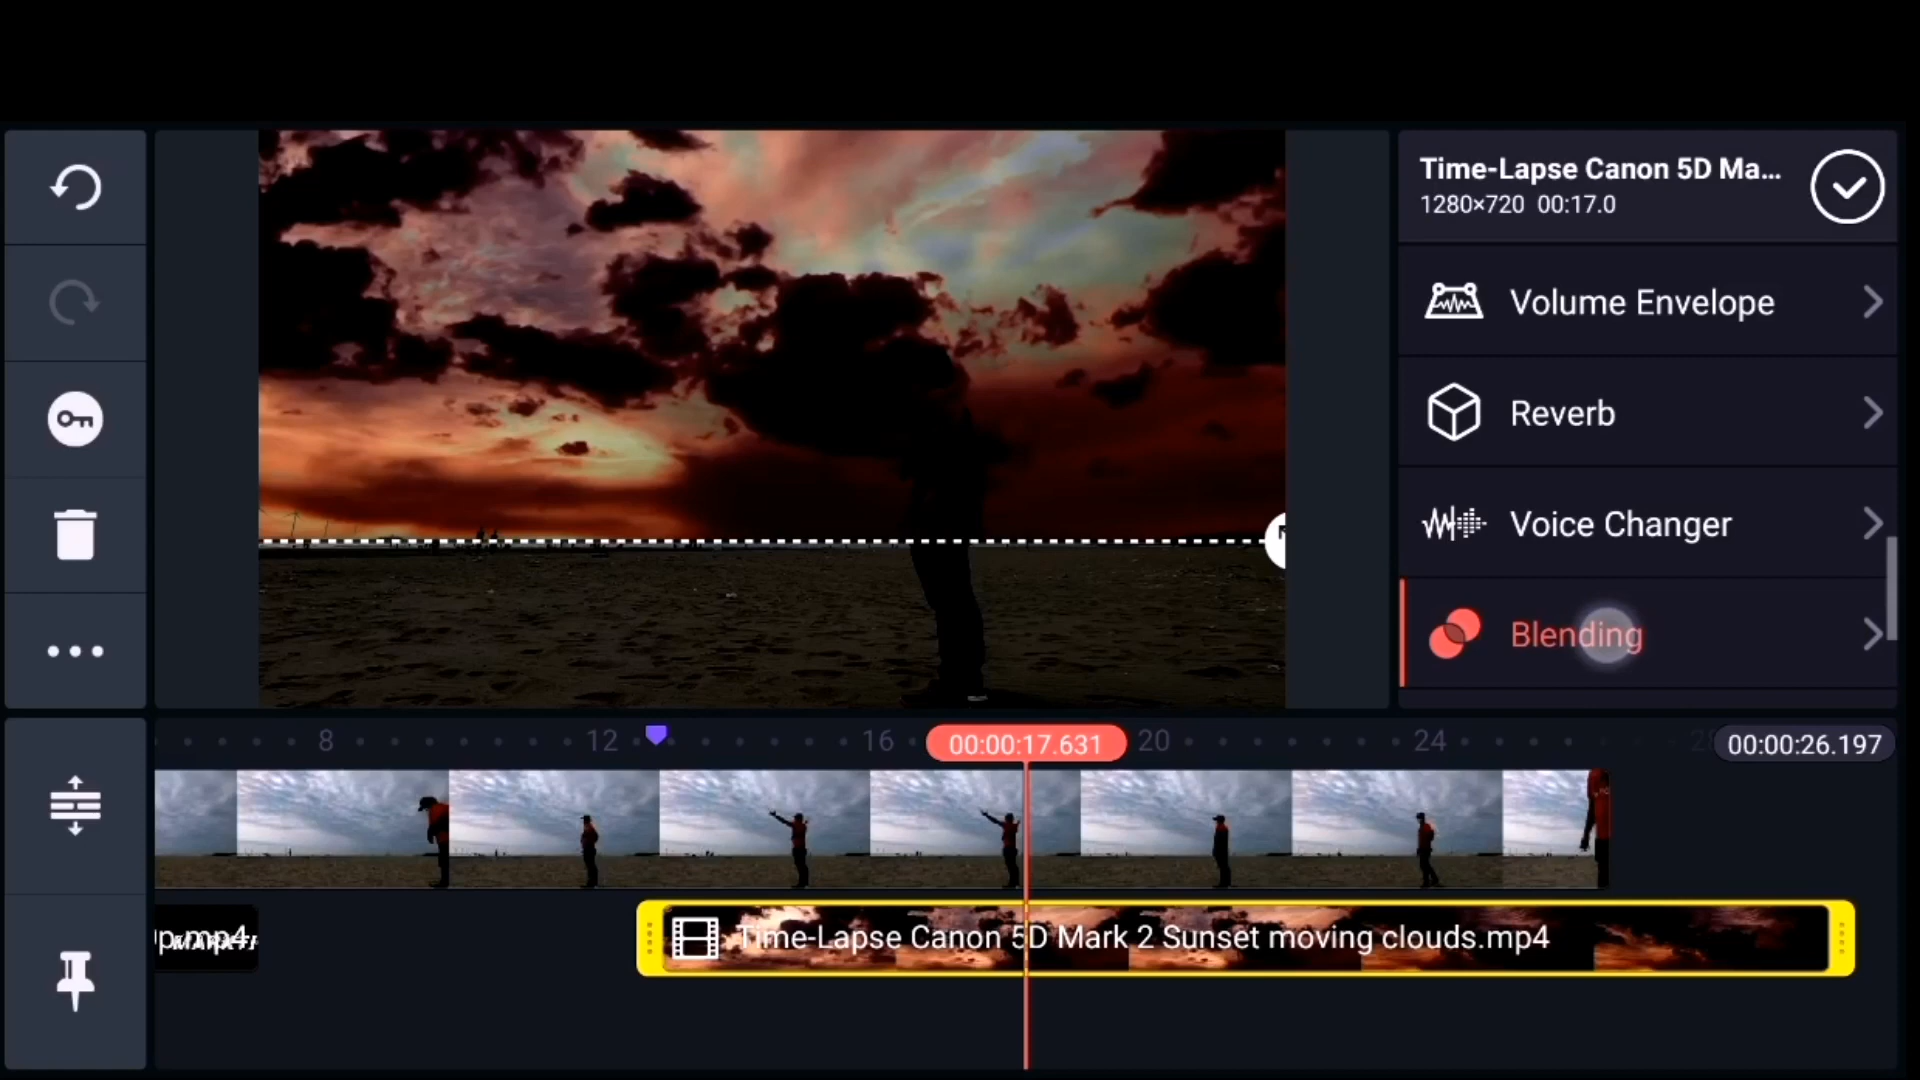 Time-Lapse Canon 5D Ma...
1280×720 00:17.0
Volume Envelope
Reverb
Voice Changer
Blending
8 12 16 00:00:17.631 20 24 00:00:26.197
p.mp4
Time-Lapse Canon 5D Mark 2 Sunset moving clouds.mp4